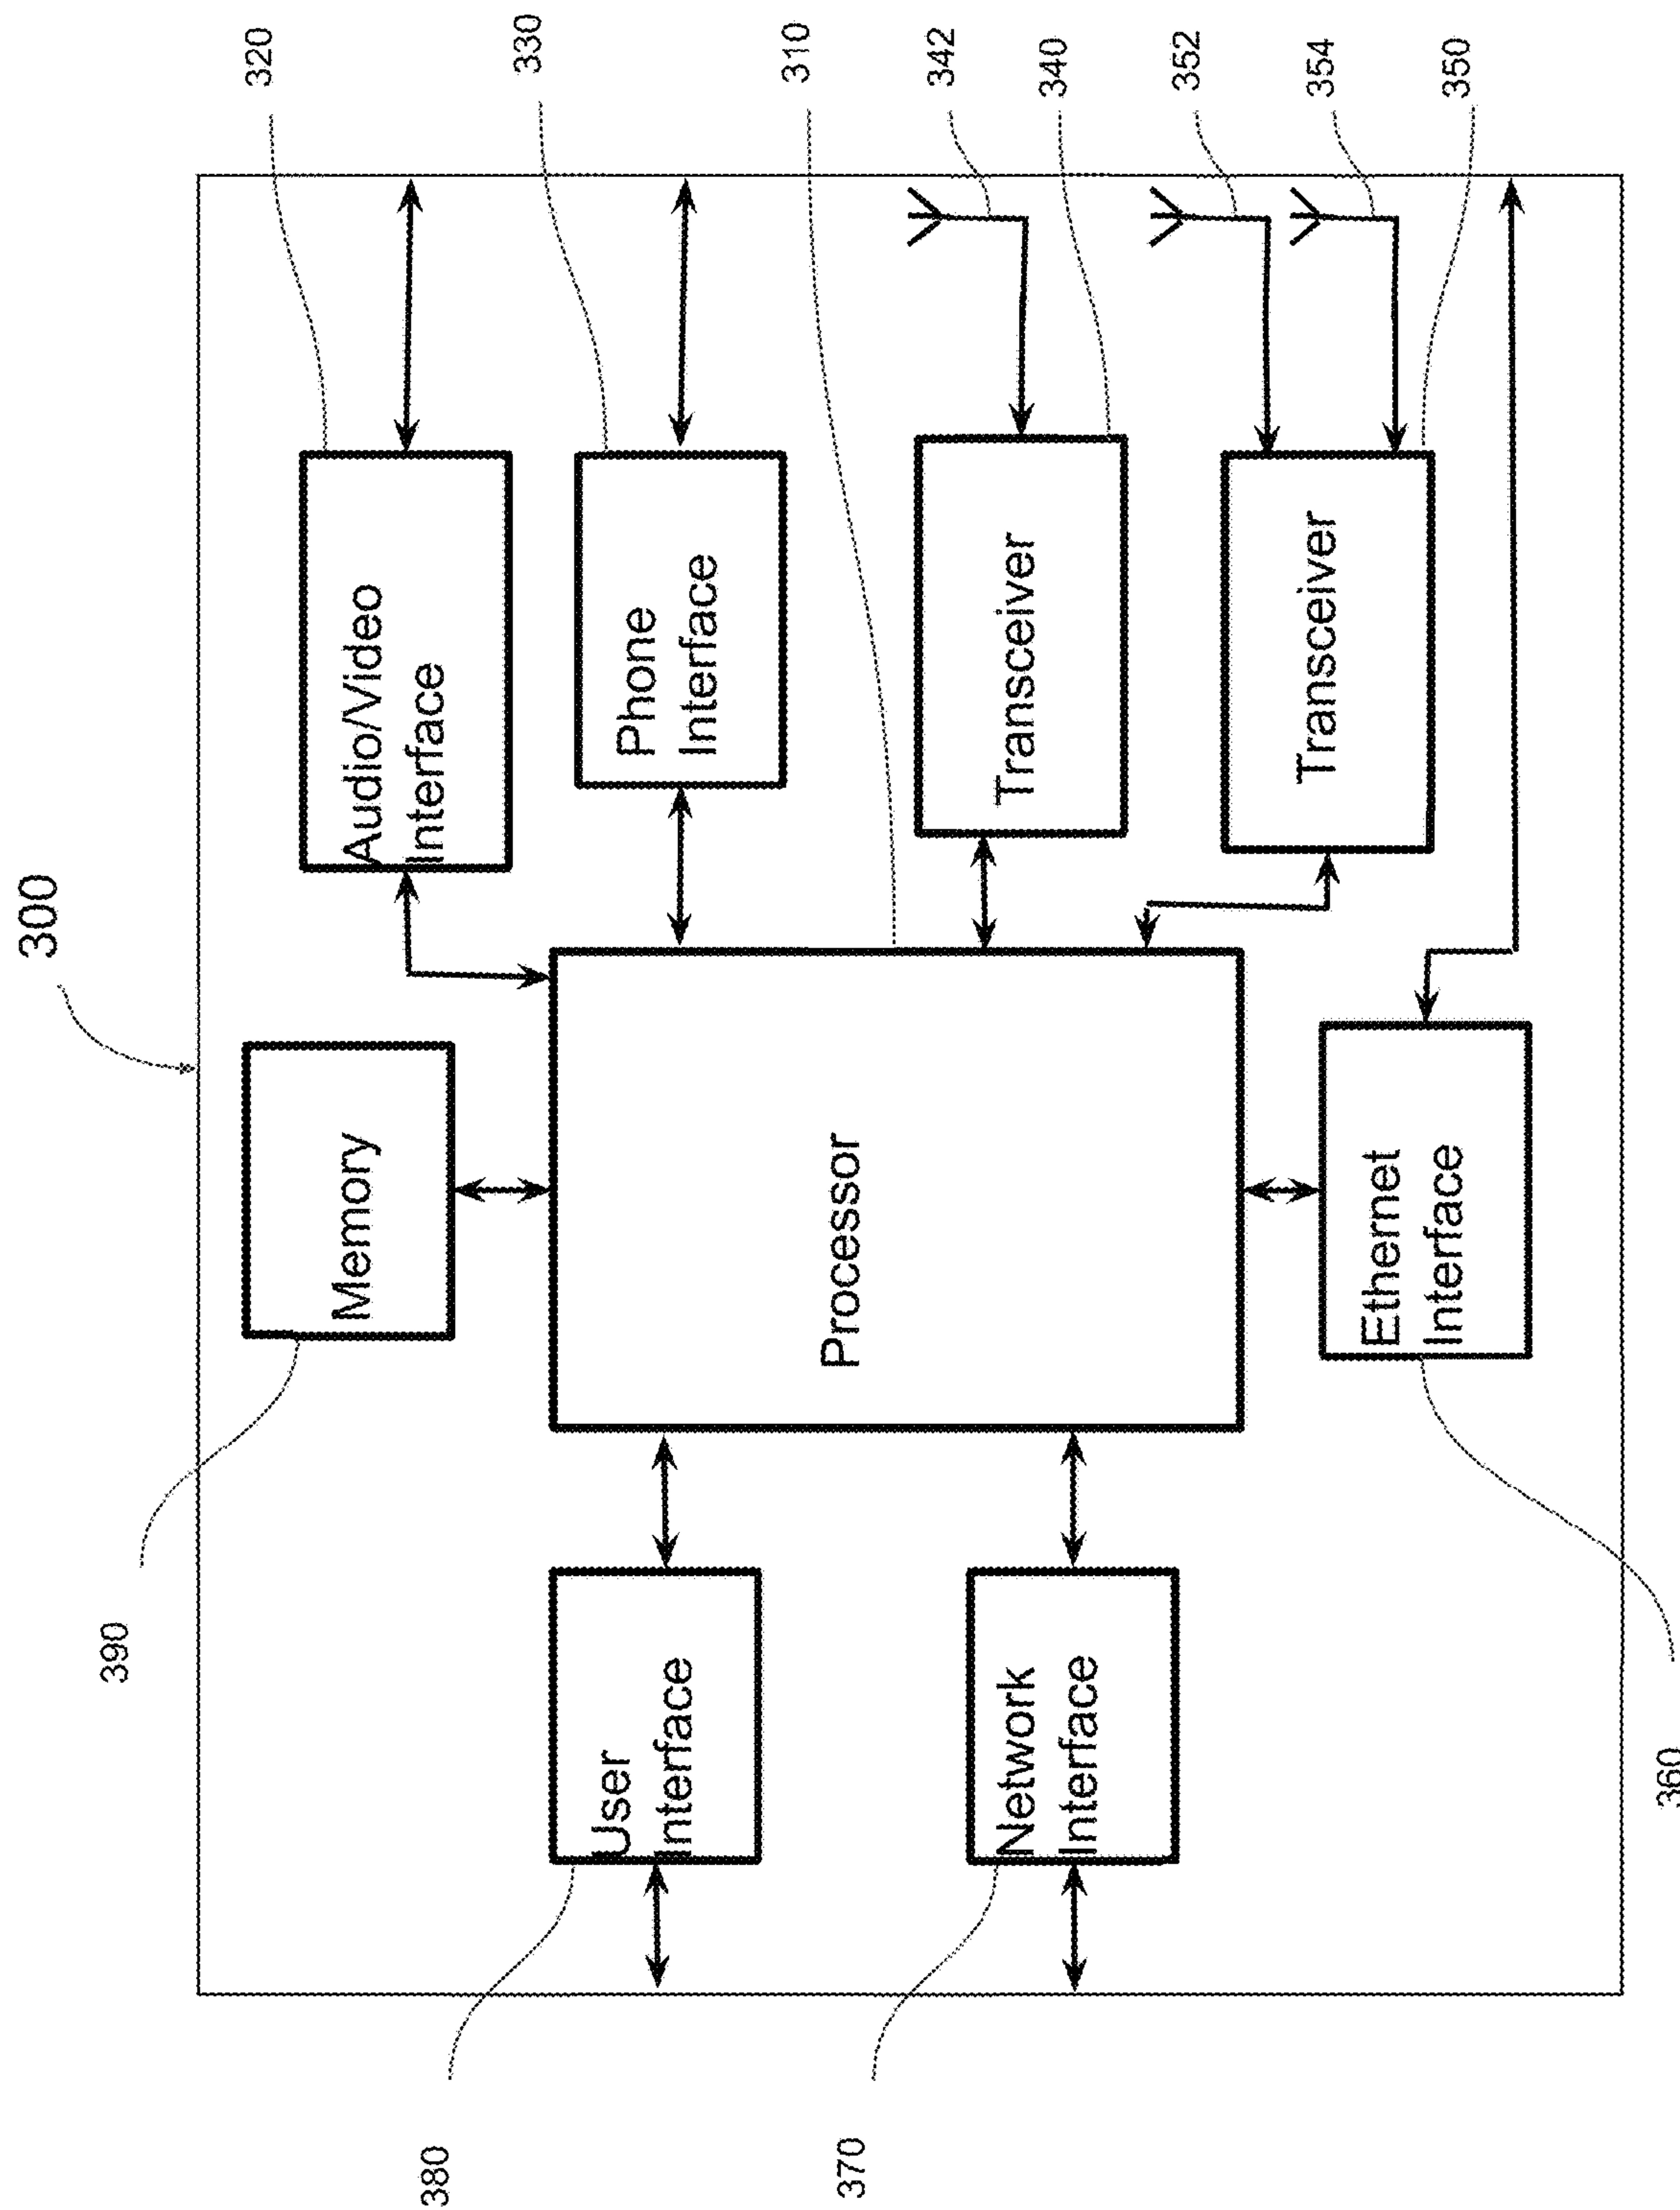 300
390
Memory
Audio/Video
Interface
320
380
User
Interface
Processor
Phone
Interface
330
310
370
Network
Interface
Transceiver
342
340
Ethernet
Interface
360
Transceiver
352
354
350